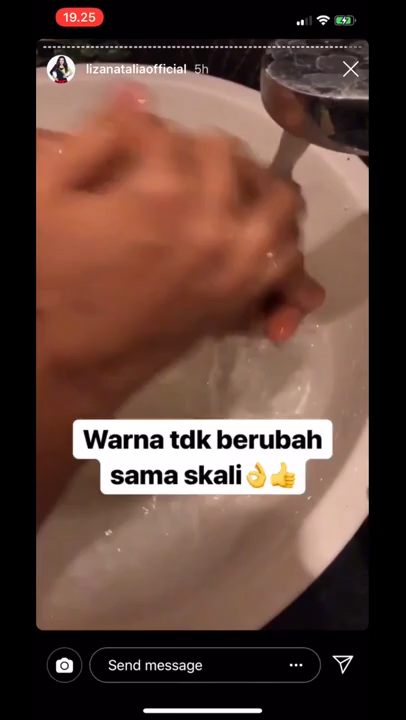 19.25
lizanataliaofficial 5h
Warna tdk berubah
sama skali👌👍
Send message